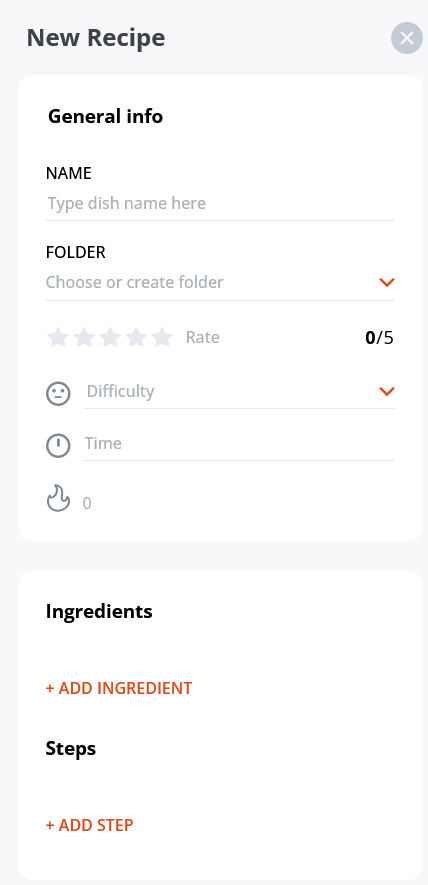 New Recipe
General info
NAME
Type dish name here
FOLDER
Choose or create folder
Rate 0/5
Difficulty
Time
0
Ingredients
+ ADD INGREDIENT
Steps
+ ADD STEP